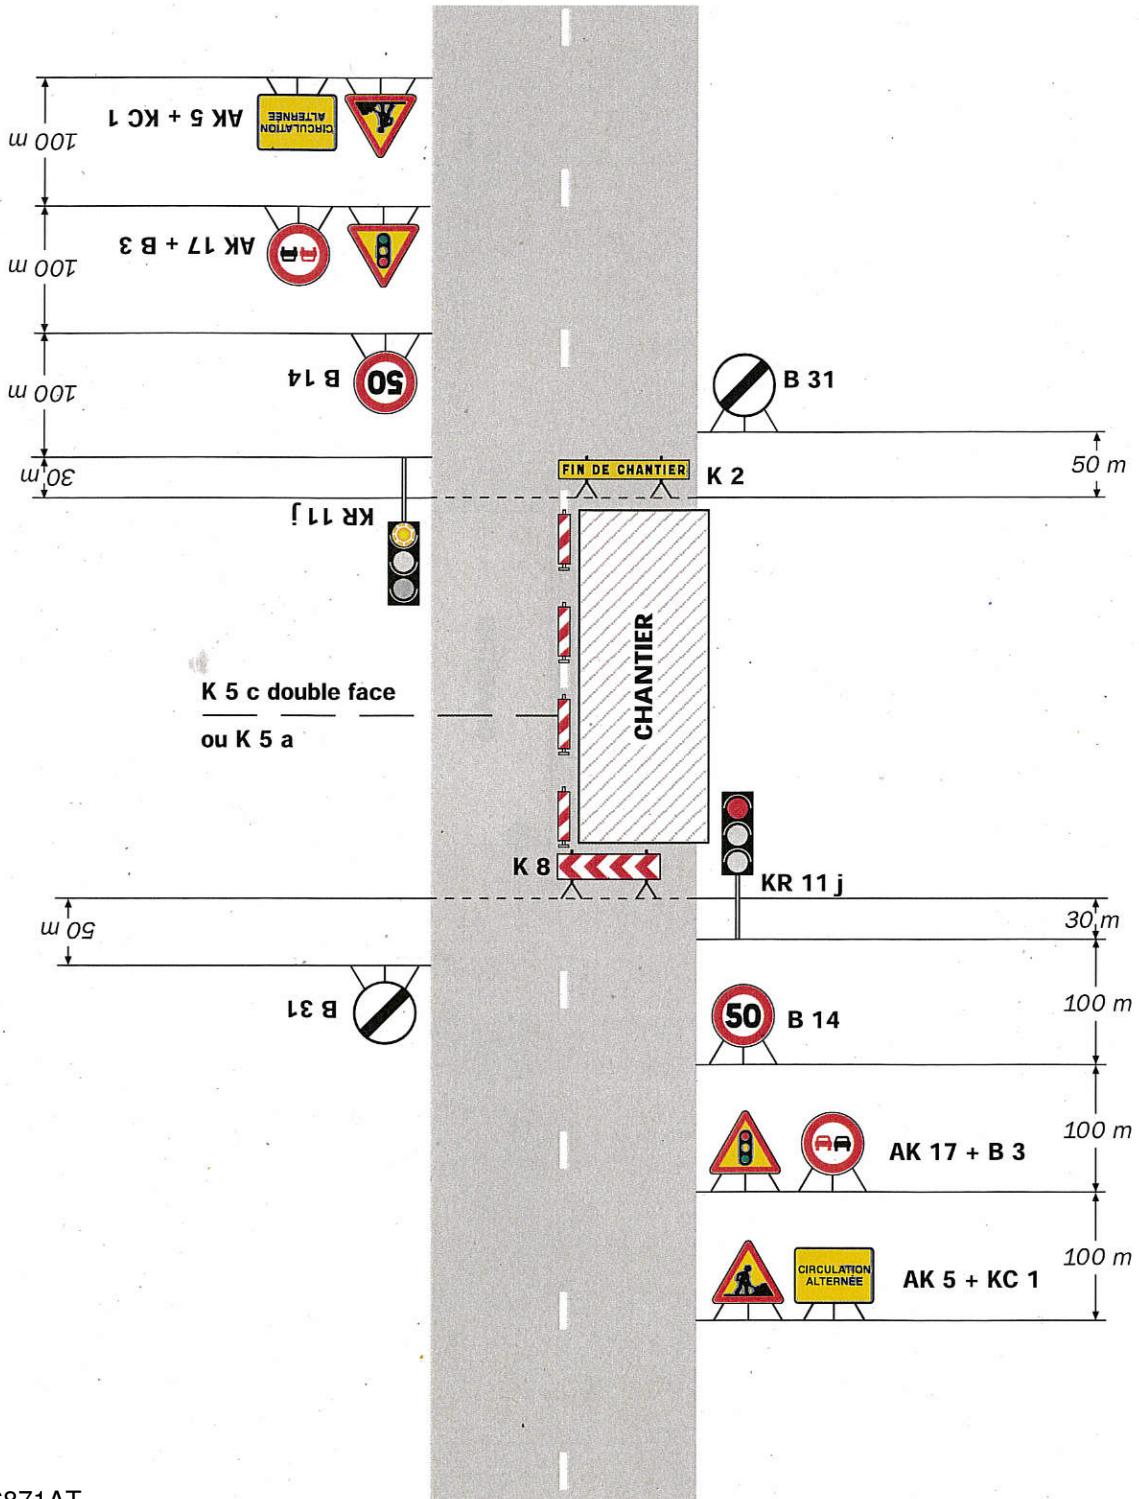 100 m
AK 5 + KC 1
CIRCULATION
ALTERNÉE
100 m
AK 17 + B 3
100 m
B 14
50
B 31
30 m
50 m
FIN DE CHANTIER
K 2
KR 11 j
CHANTIER
K 5 c double face
ou K 5 a
K 8
KR 11 j
50 m
30 m
B 31
50
B 14
100 m
AK 17 + B 3
100 m
CIRCULATION
ALTERNÉE
AK 5 + KC 1
100 m